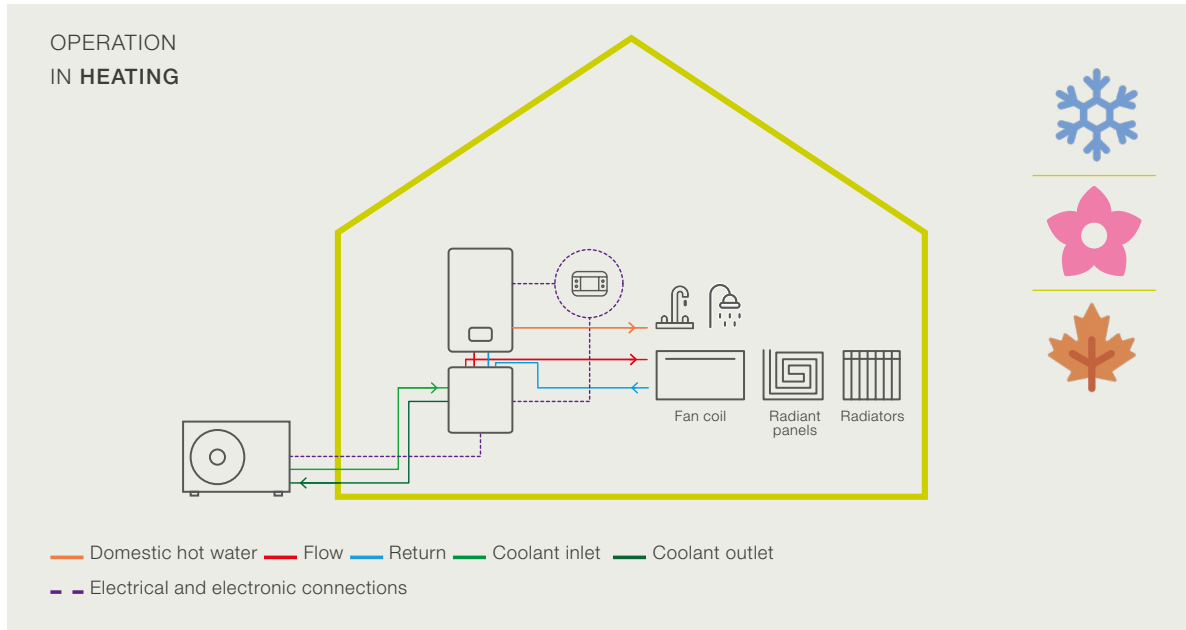 OPERATION
IN HEATING
Fan coil
Radiant
panels
Radiators
Domestic hot water
Flow
Return
Coolant inlet
Coolant outlet
Electrical and electronic connections